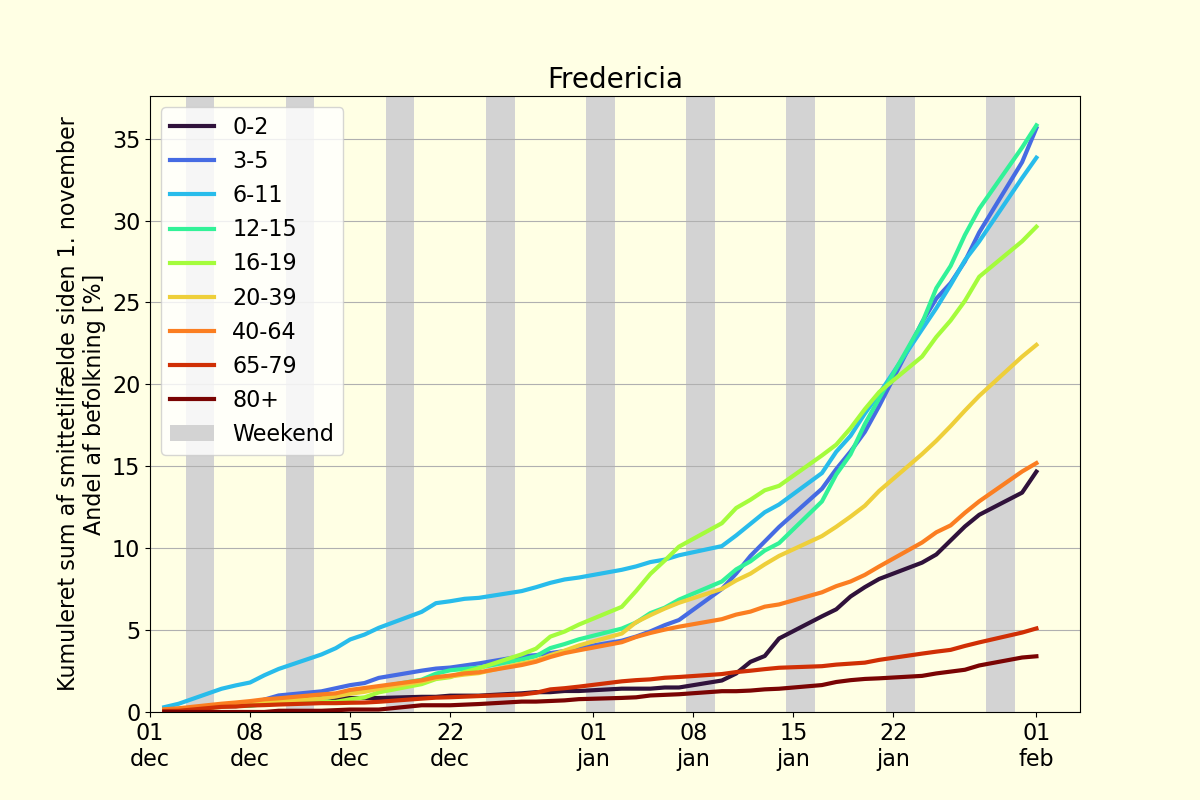 Fredericia
Kumuleret sum af smittetilfælde siden 1. november
Andel af befolkning [%]
35
30
25
20
15
10
5
0
0-2
3-5
6-11
12-15
16-19
20-39
40-64
65-79
80+
Weekend
01 08 15 22 01 08 15 22 01
dec dec dec dec jan jan jan jan feb